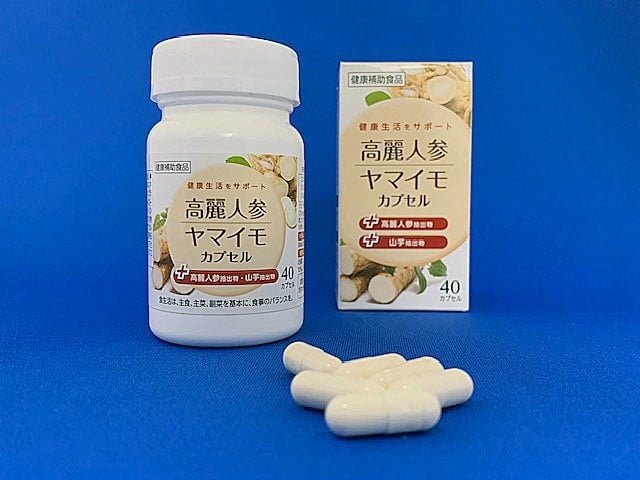 健康補助食品
健康生活をサポート
高麗人参
ヤマイモ
カプセル
高麗人参抽出物・山芋抽出物
40
カプセル
食生活は、主食、主菜、副菜を基本に、食事のバランスを。
健康補助食品
健康生活をサポート
高麗人参
ヤマイモ
カプセル
高麗人参抽出物
山芋抽出物
40
カプセル